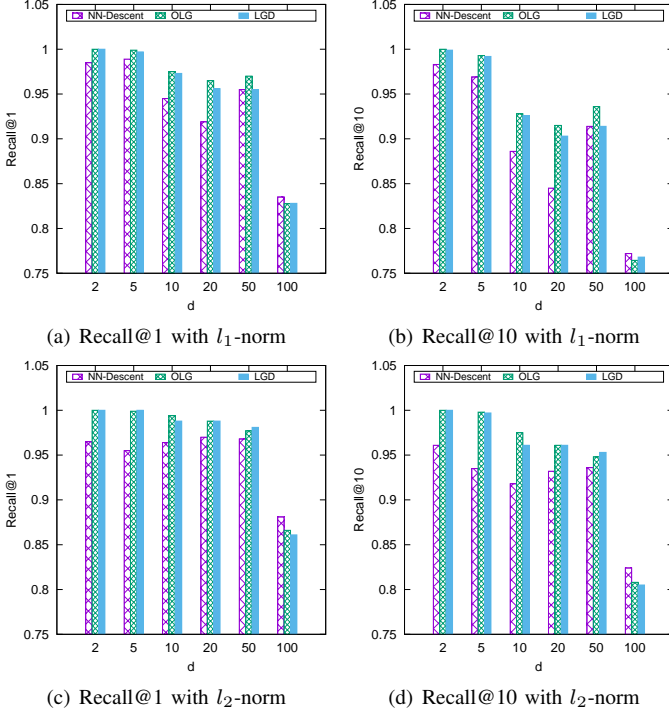 1.05
NN-Descent OLG LGD
1
0.95
0.9
0.85
0.8
0.75
Recall@1
2 5 10 20 50 100
d
(a) Recall@1 with l1-norm
1.05
NN-Descent OLG LGD
1
0.95
0.9
0.85
0.8
0.75
Recall@10
2 5 10 20 50 100
d
(b) Recall@10 with l1-norm
1.05
NN-Descent OLG LGD
1
0.95
0.9
0.85
0.8
0.75
Recall@1
2 5 10 20 50 100
d
(c) Recall@1 with l2-norm
1.05
NN-Descent OLG LGD
1
0.95
0.9
0.85
0.8
0.75
Recall@10
2 5 10 20 50 100
d
(d) Recall@10 with l2-norm